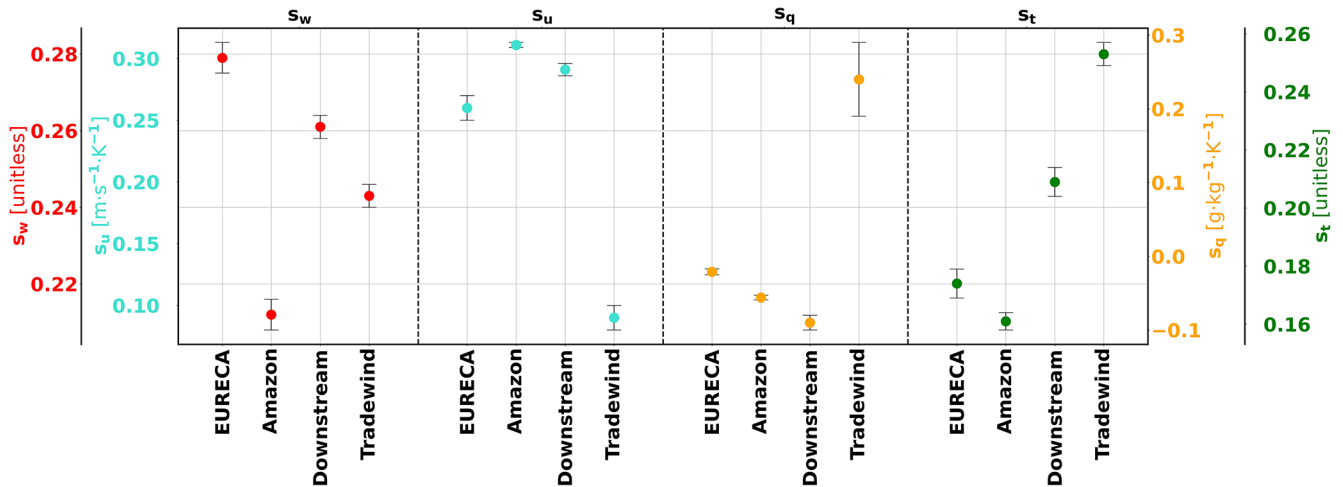 s_w s_u s_q s_t
s_w [unitless]
0.28
0.26
0.24
0.22
s_u [m·s⁻¹·K⁻¹]
0.30
0.25
0.20
0.15
0.10
0.3
0.2
0.1
0.0
−0.1
s_q [g·kg⁻¹·K⁻¹]
0.26
0.24
0.22
0.20
0.18
0.16
s_t [unitless]
EURECA
Amazon
Downstream
Tradewind
EURECA
Amazon
Downstream
Tradewind
EURECA
Amazon
Downstream
Tradewind
EURECA
Amazon
Downstream
Tradewind